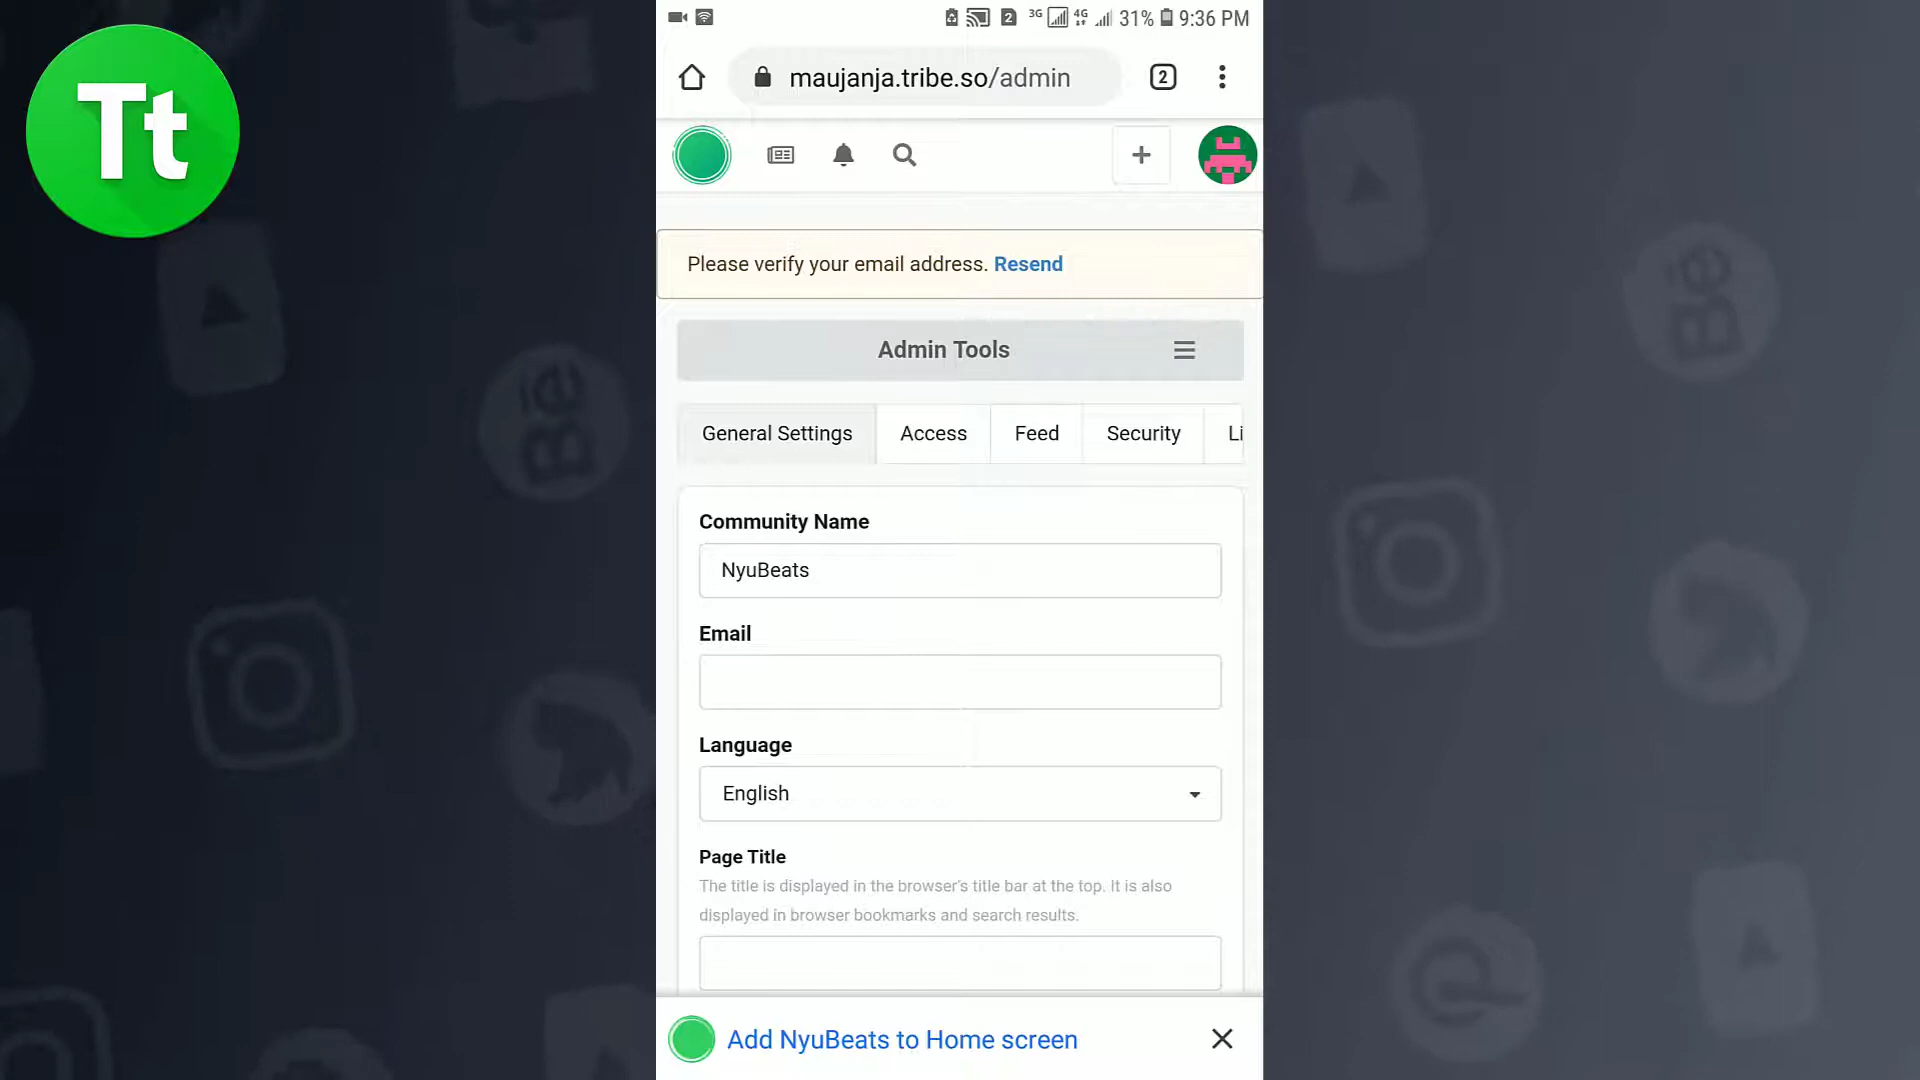 Tt
2 3G 4G 31% 9:36 PM
maujanja.tribe.so/admin 2
Please verify your email address. Resend
Admin Tools
General Settings Access Feed Security Li
Community Name
NyuBeats
Email
Language
English
Page Title
The title is displayed in the browser's title bar at the top. It is also
displayed in browser bookmarks and search results.
Add NyuBeats to Home screen
Bē
Bē